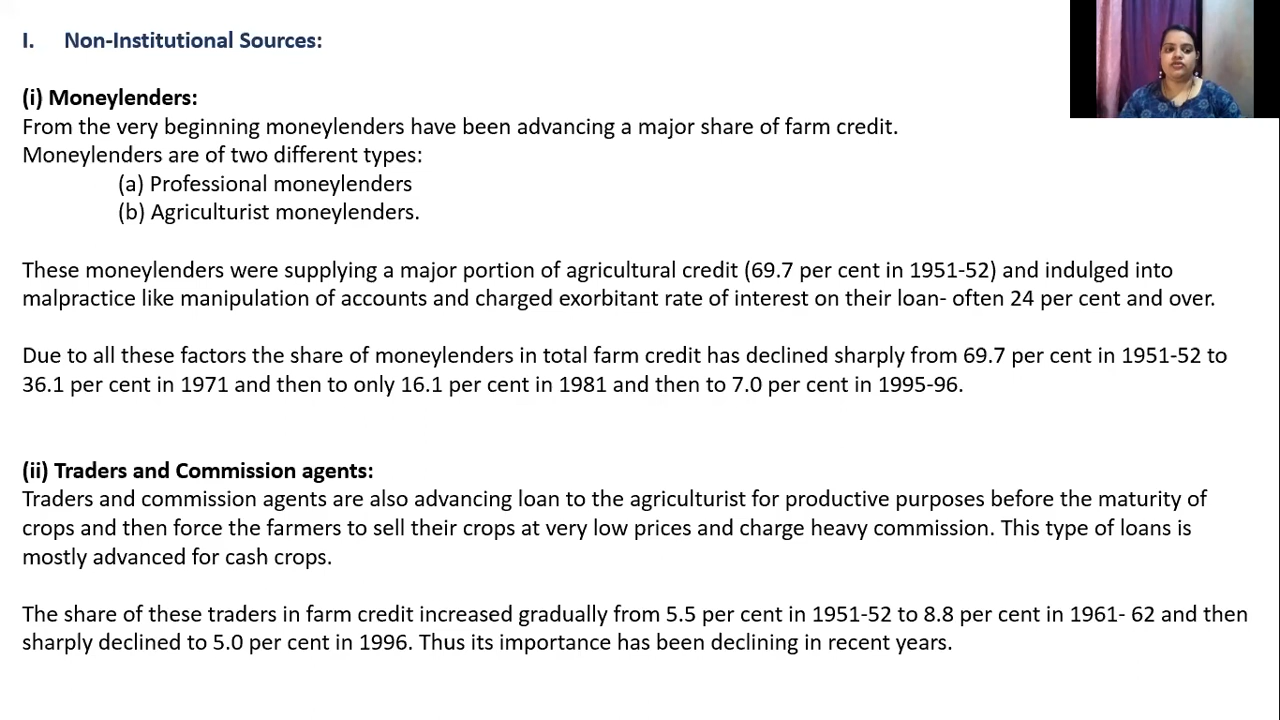 I. Non-Institutional Sources:
(i) Moneylenders:
From the very beginning moneylenders have been advancing a major share of farm credit.
Moneylenders are of two different types:
(a) Professional moneylenders
(b) Agriculturist moneylenders.
These moneylenders were supplying a major portion of agricultural credit (69.7 per cent in 1951-52) and indulged into
malpractice like manipulation of accounts and charged exorbitant rate of interest on their loan- often 24 per cent and over.
Due to all these factors the share of moneylenders in total farm credit has declined sharply from 69.7 per cent in 1951-52 to
36.1 per cent in 1971 and then to only 16.1 per cent in 1981 and then to 7.0 per cent in 1995-96.
(ii) Traders and Commission agents:
Traders and commission agents are also advancing loan to the agriculturist for productive purposes before the maturity of
crops and then force the farmers to sell their crops at very low prices and charge heavy commission. This type of loans is
mostly advanced for cash crops.
The share of these traders in farm credit increased gradually from 5.5 per cent in 1951-52 to 8.8 per cent in 1961- 62 and then
sharply declined to 5.0 per cent in 1996. Thus its importance has been declining in recent years.